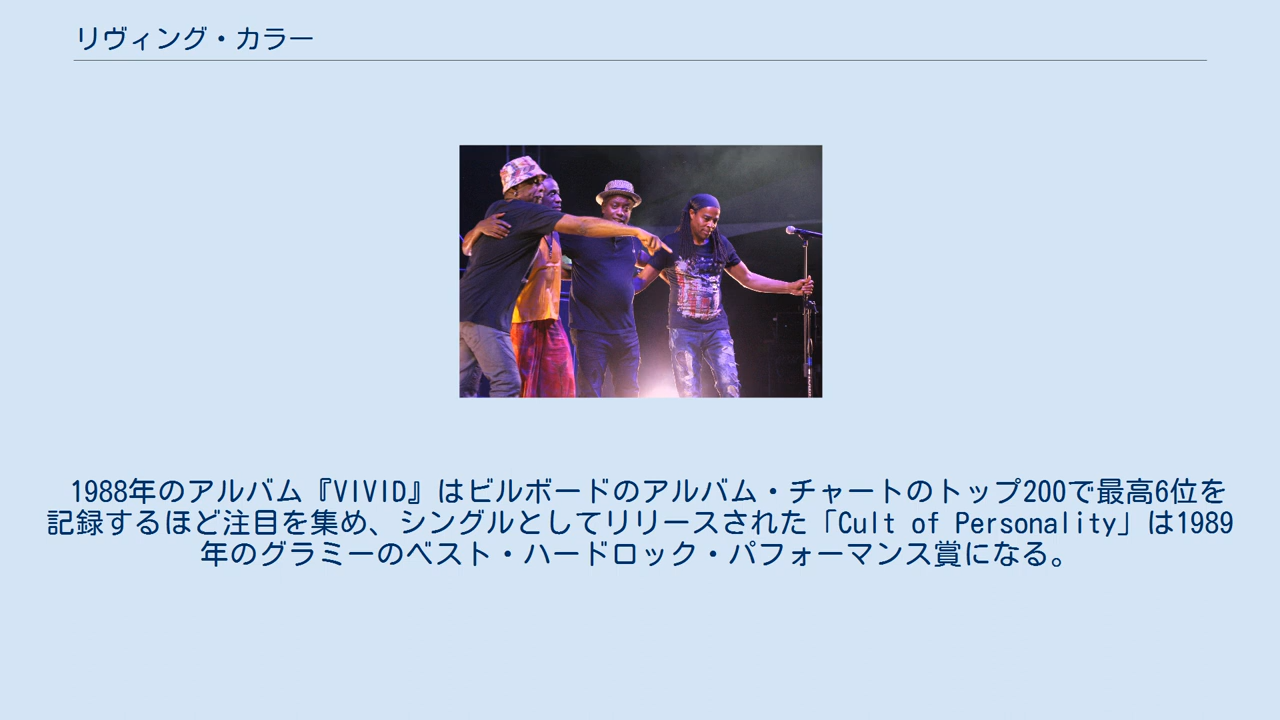 リヴィング・カラー
1988年のアルバム『VIVID』はビルボードのアルバム・チャートのトップ200で最高6位を
記録するほど注目を集め、シングルとしてリリースされた「Cult of Personality」は1989
年のグラミーのベスト・ハードロック・パフォーマンス賞になる。